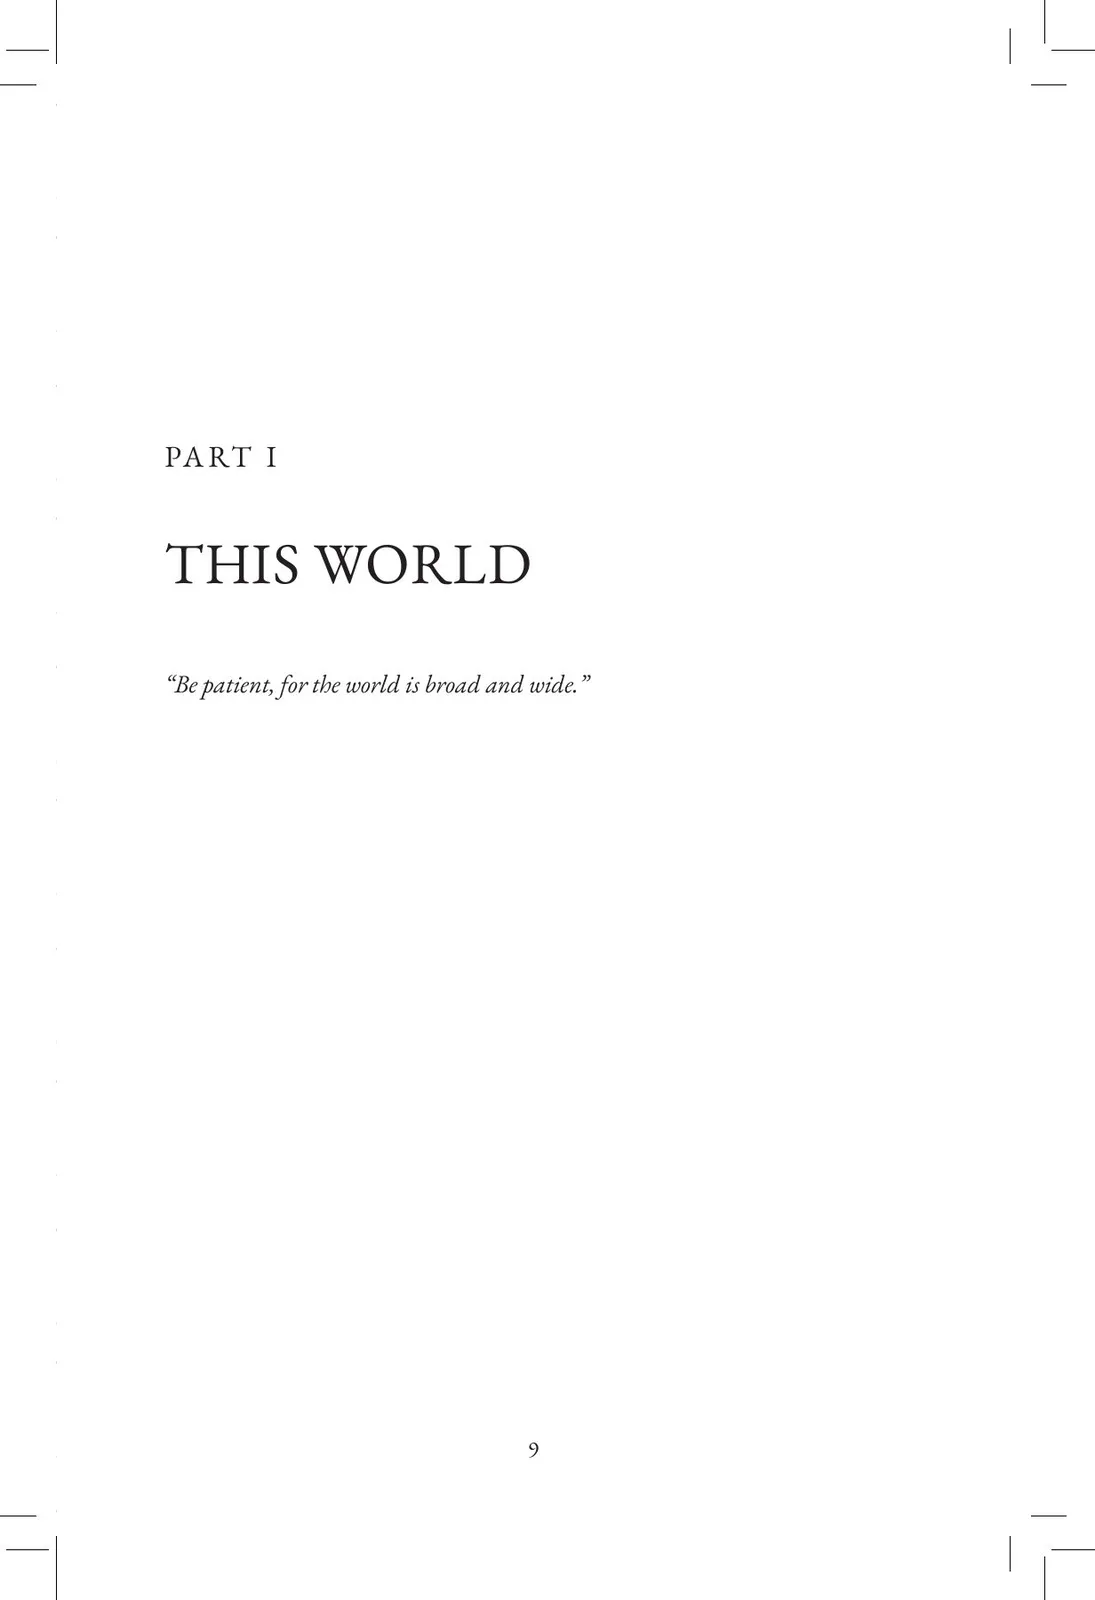 PART I
THIS WORLD
“Be patient, for the world is broad and wide.”
9